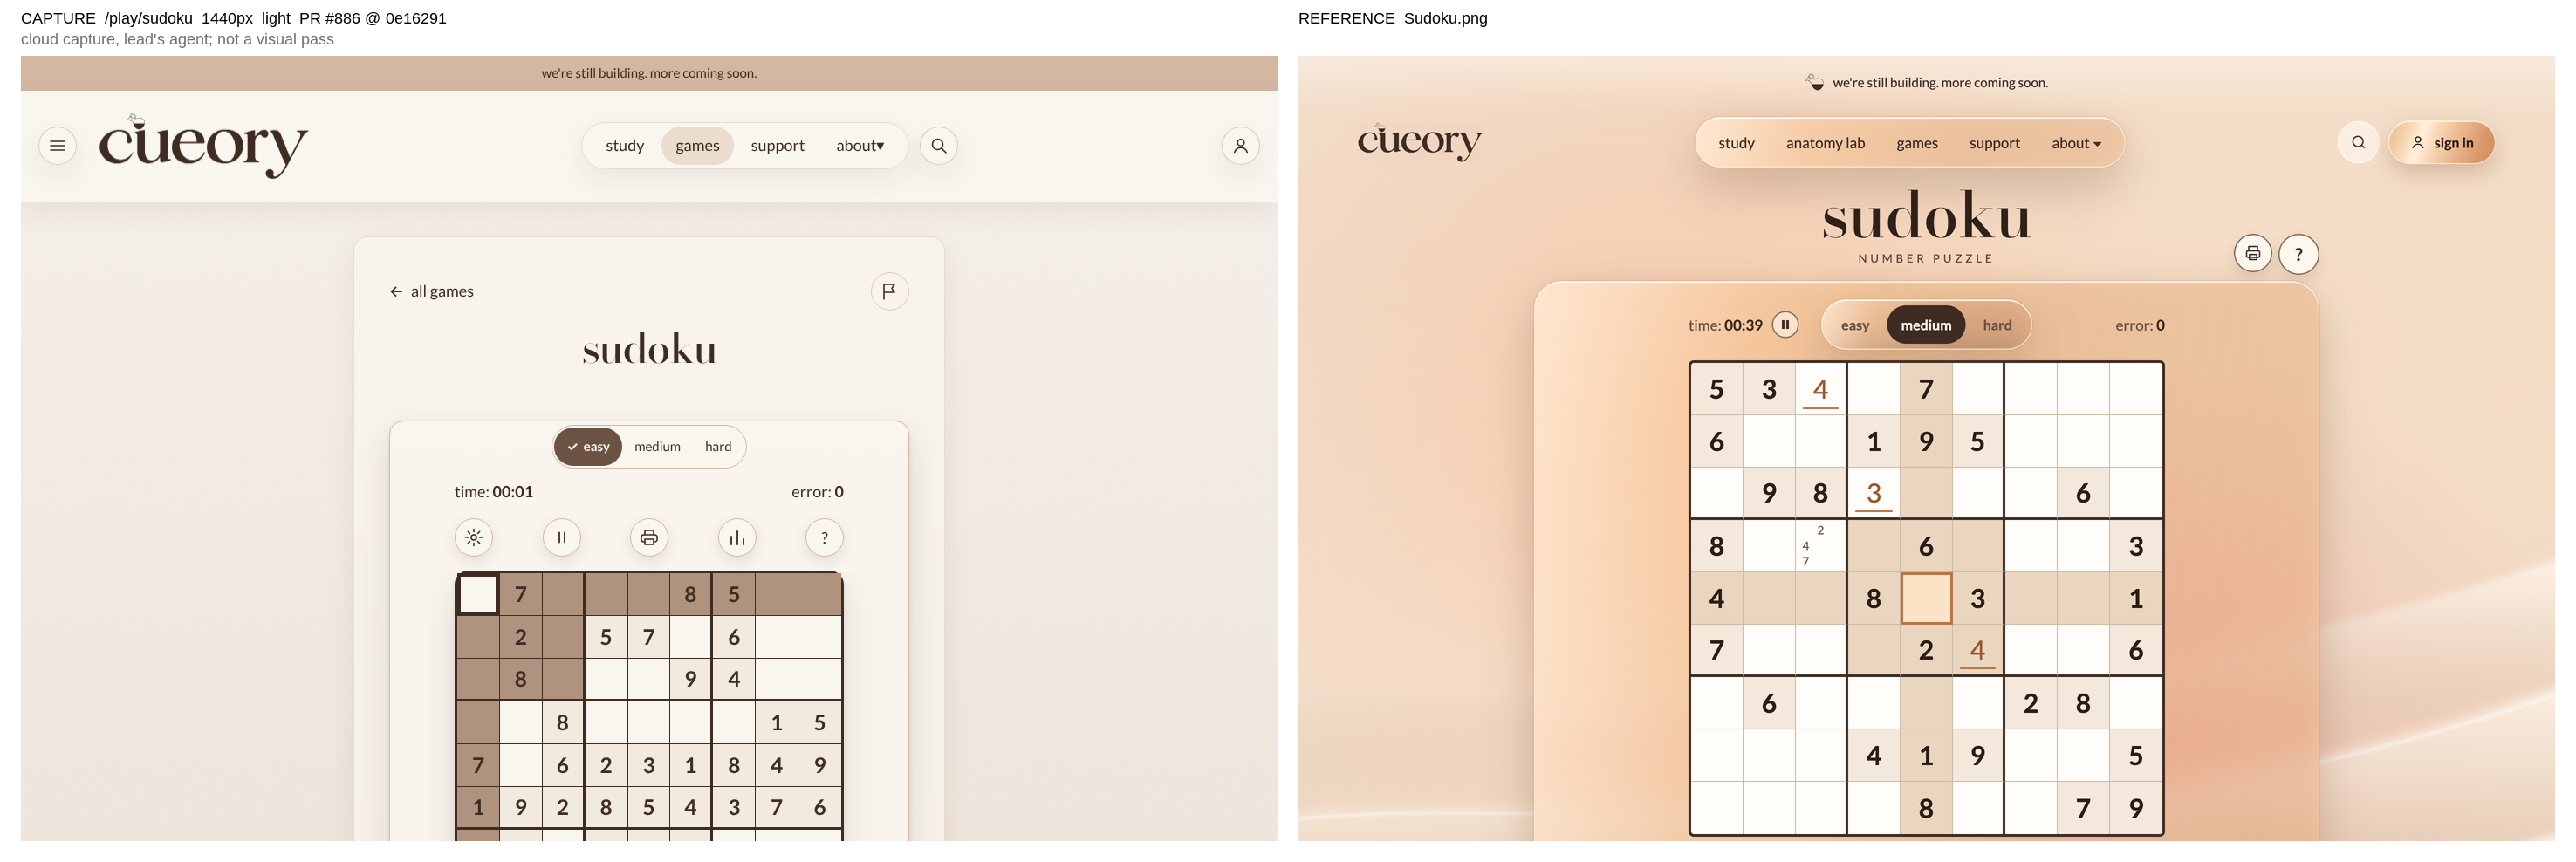 CAPTURE /play/sudoku 1440px light PR #886 @ 0e16291
cloud capture, lead's agent; not a visual pass
we're still building. more coming soon.
cueory
study games support about▾
← all games
sudoku
✓ easy medium hard
time: 00:01 error: 0
?
7 8 5
2 5 7 6
8 9 4
8 1 5
7 6 2 3 1 8 4 9
1 9 2 8 5 4 3 7 6
REFERENCE Sudoku.png
we're still building. more coming soon.
cueory
study anatomy lab games support about ▾
sign in
sudoku
NUMBER PUZZLE
?
time: 00:39 easy medium hard error: 0
5 3 4 7
6 1 9 5
9 8 3 6
8 2 4 7 6 3
4 8 3 1
7 2 4 6
6 2 8
4 1 9 5
8 7 9